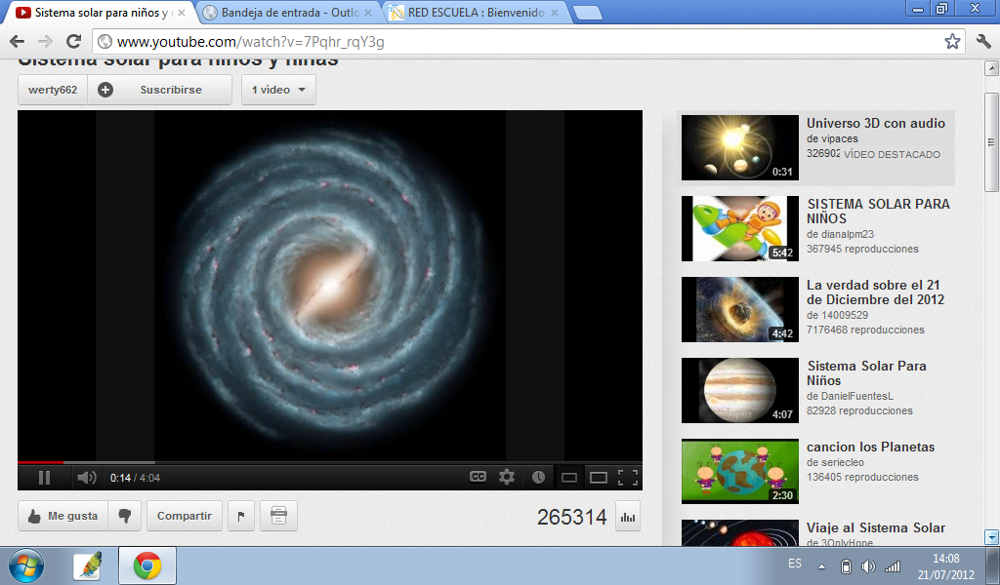 Sistema solar para niños y
Bandeja de entrada - Outlo
RED ESCUELA : Bienvenido
www.youtube.com/watch?v=7Pqhr_rqY3g
Sistema solar para niños y niñas
werty662
Suscribirse
1 video
Universo 3D con audio
de vipaces
326902 VÍDEO DESTACADO
0:31
SISTEMA SOLAR PARA
NIÑOS
de dianalpm23
367945 reproducciones
5:42
La verdad sobre el 21
de Diciembre del 2012
de 14009529
7176468 reproducciones
4:42
Sistema Solar Para
Niños
de DanielFuentesL
82928 reproducciones
Jupiter
4:07
cancion los Planetas
de seriecleo
136405 reproducciones
2:30
Viaje al Sistema Solar
de 3OnlyHope
0:14 / 4:04
CC
Me gusta
Compartir
265314
ES
14:08
21/07/2012